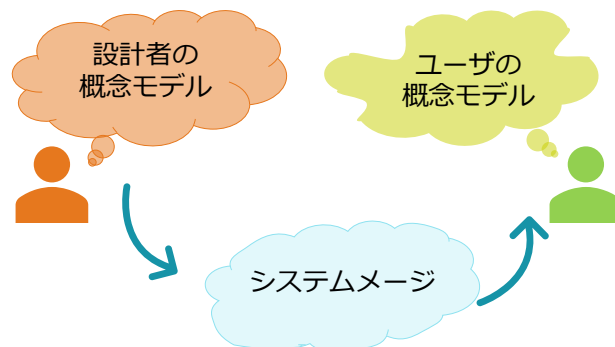 設計者の
概念モデル
ユーザの
概念モデル
システムメージ